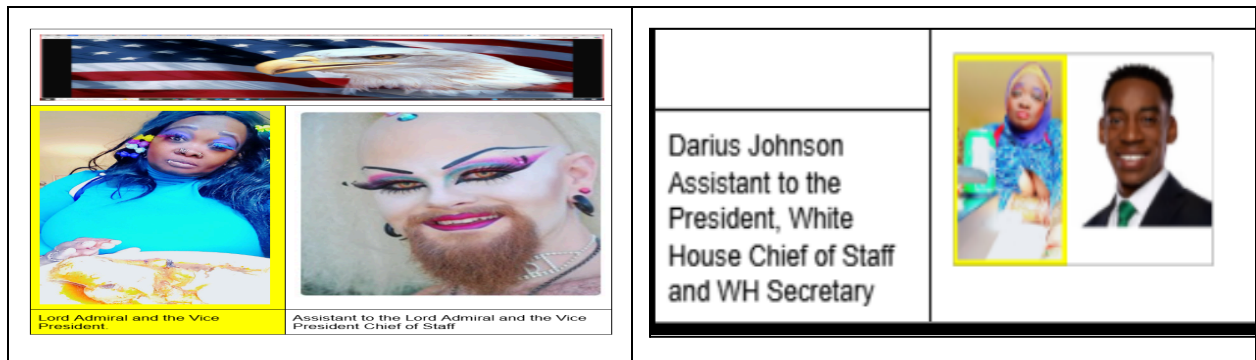 Lord Admiral and the Vice
President.
Assistant to the Lord Admiral and the Vice
President Chief of Staff
Darius Johnson
Assistant to the
President, White
House Chief of Staff
and WH Secretary